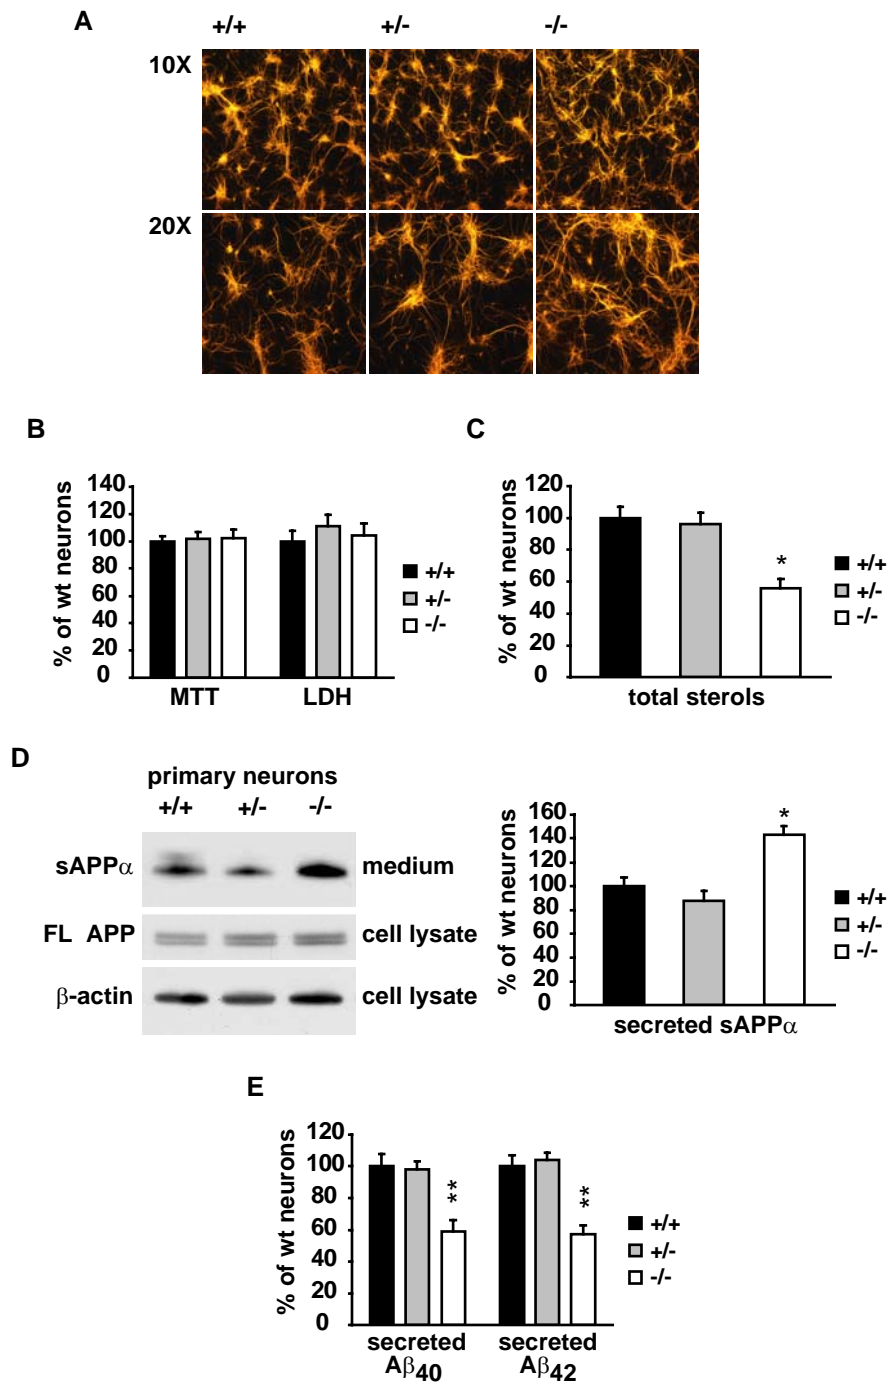 A
+/+ +/- -/-
10X
20X
B
% of wt neurons
140
120
100
80
60
40
20
0
MTT LDH
+/+
+/-
-/-
C
% of wt neurons
120
100
80
60
40
20
0
*
total sterols
+/+
+/-
-/-
D
primary neurons
+/+ +/- -/-
sAPPα medium
FL APP cell lysate
β-actin cell lysate
% of wt neurons
160
140
120
100
80
60
40
20
0
*
secreted sAPPα
+/+
+/-
-/-
E
% of wt neurons
120
100
80
60
40
20
0
** **
secreted secreted
Aβ40 Aβ42
+/+
+/-
-/-